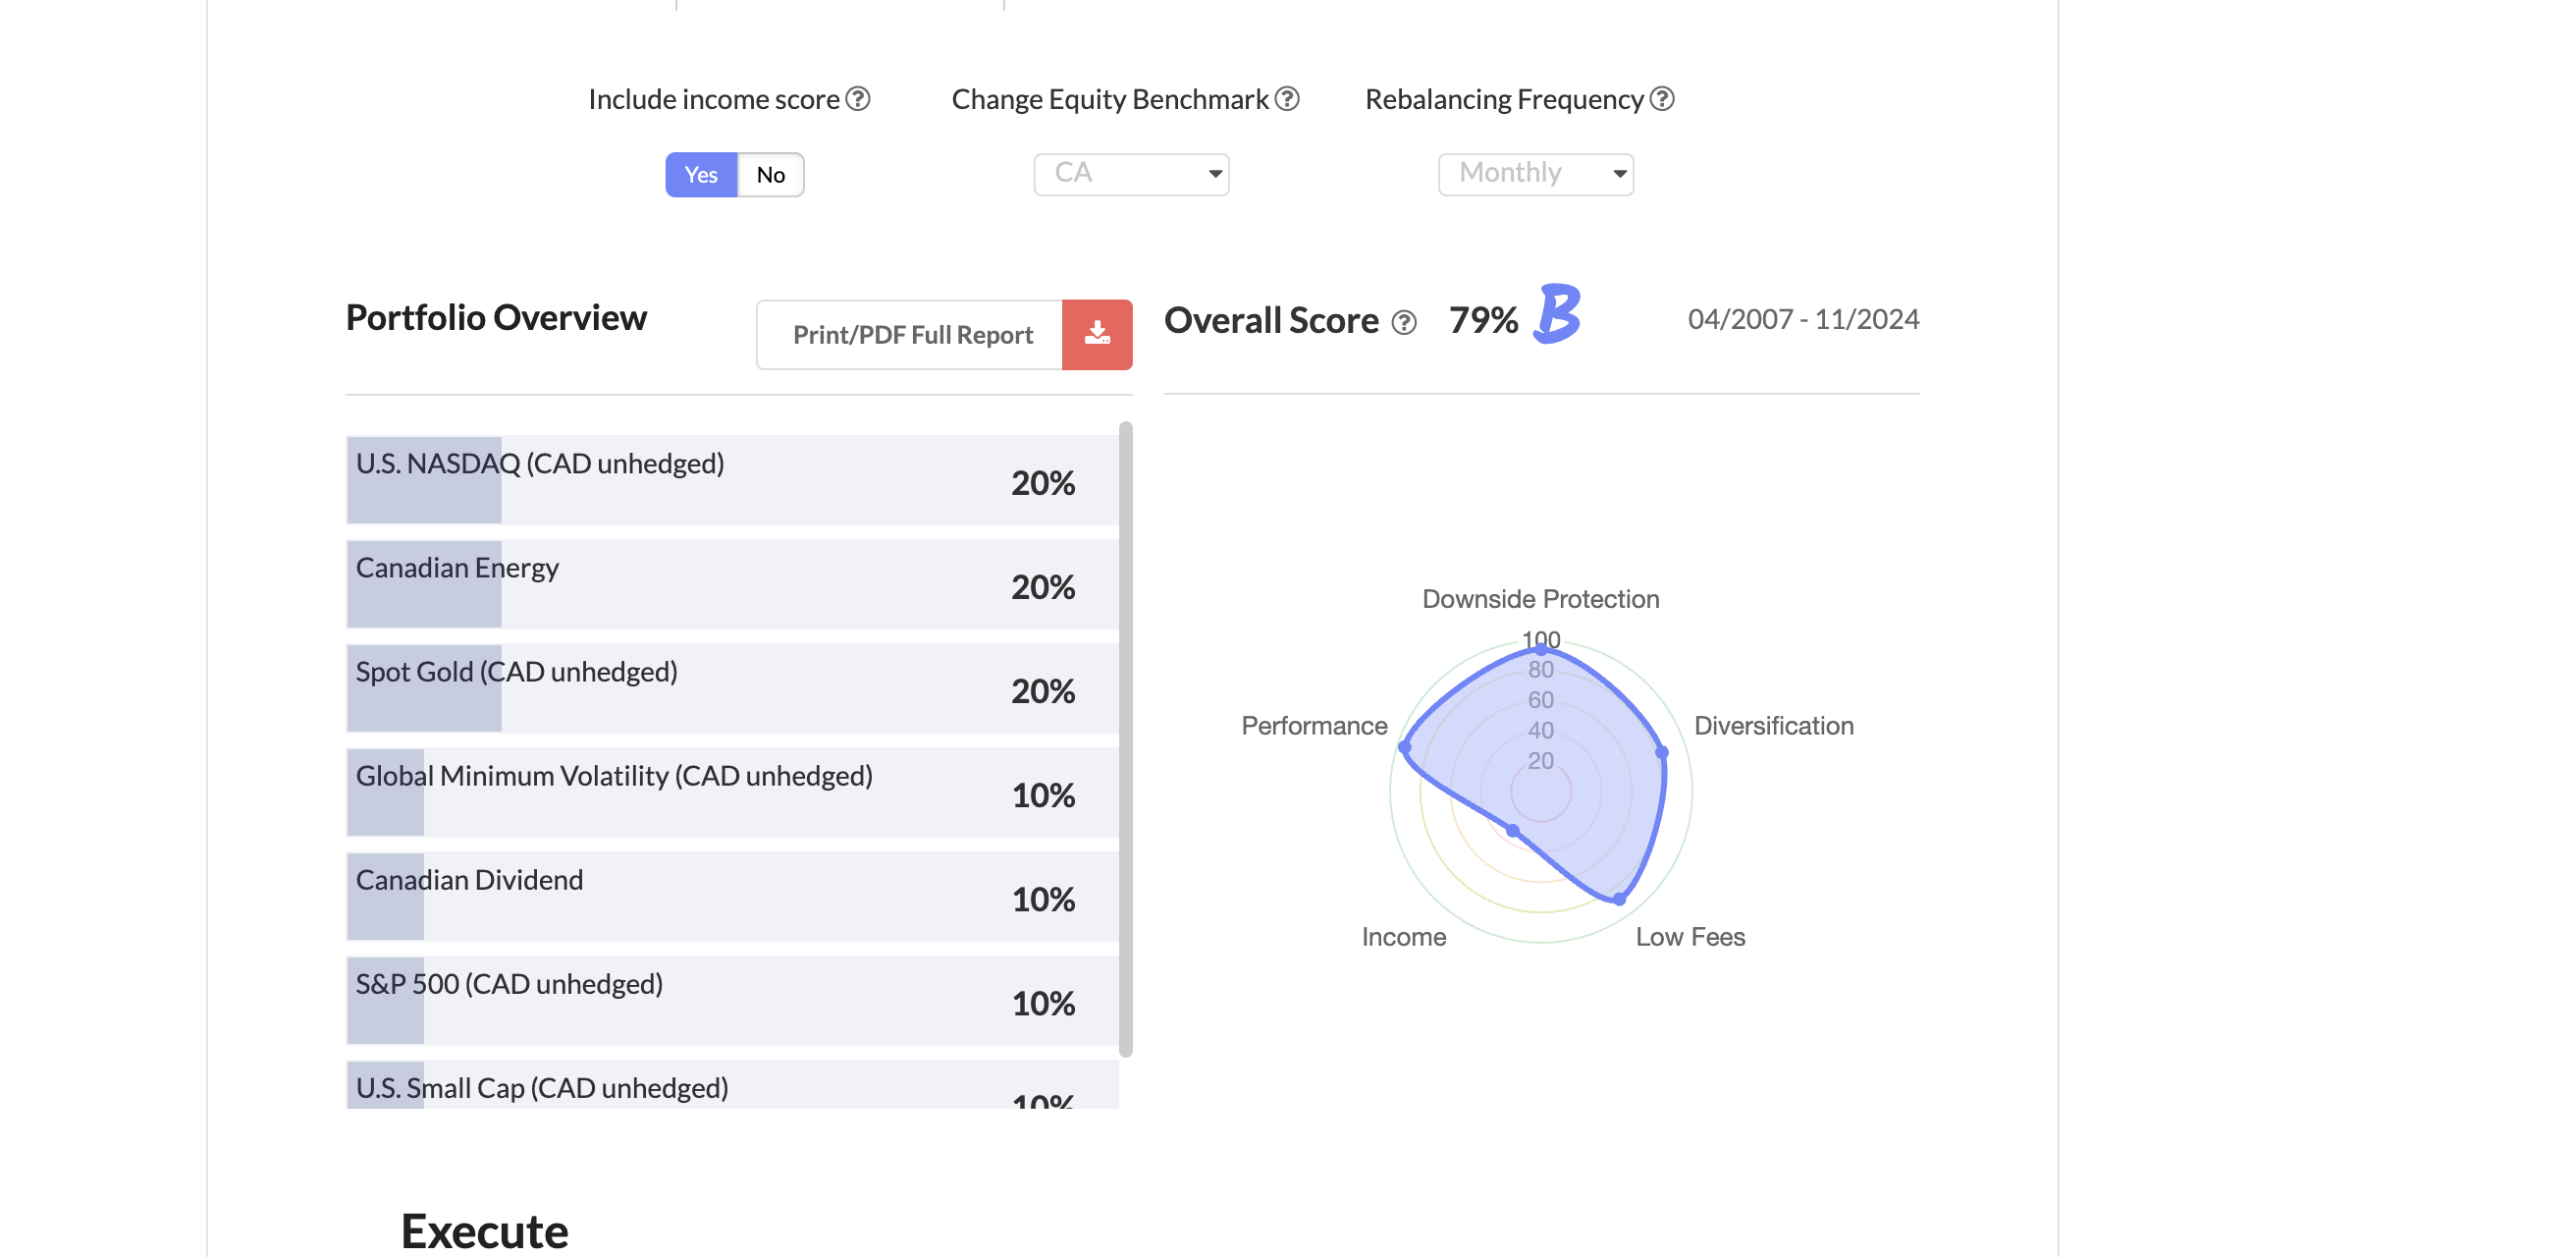 Include income score
Change Equity Benchmark
Rebalancing Frequency
Yes
No
CA
Monthly
Portfolio Overview
Print/PDF Full Report
Overall Score
79%
B
04/2007 - 11/2024
U.S. NASDAQ (CAD unhedged)
20%
Canadian Energy
20%
Spot Gold (CAD unhedged)
20%
Global Minimum Volatility (CAD unhedged)
10%
Canadian Dividend
10%
S&P 500 (CAD unhedged)
10%
U.S. Small Cap (CAD unhedged)
10%
Downside Protection
100
80
60
40
20
Performance
Diversification
Income
Low Fees
Execute